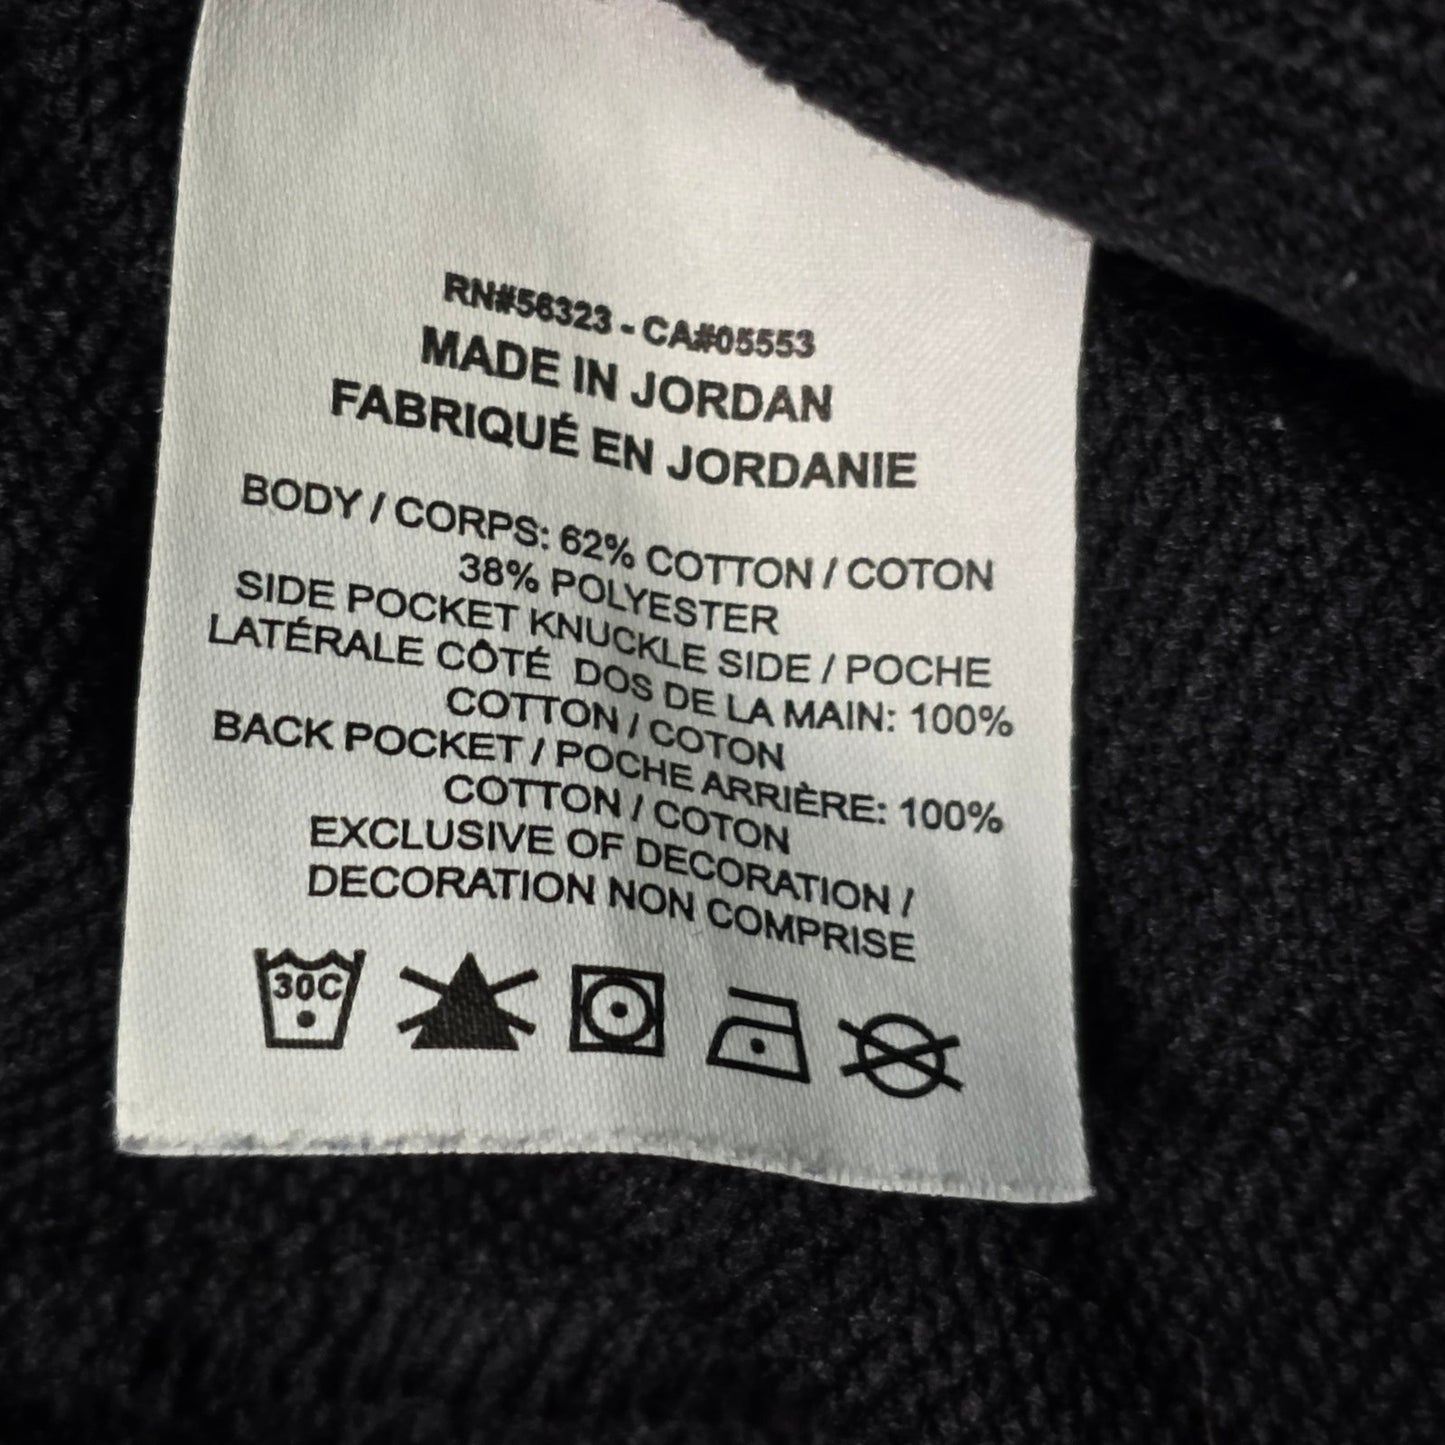 RN#56323 - CA#05553
MADE IN JORDAN
FABRIQUÉ EN JORDANIE
BODY / CORPS: 62% COTTON / COTON
38% POLYESTER
SIDE POCKET KNUCKLE SIDE / POCHE
LATÉRALE CÔTÉ DOS DE LA MAIN: 100%
COTTON / COTON
BACK POCKET / POCHE ARRIÈRE: 100%
COTTON / COTON
EXCLUSIVE OF DECORATION /
DECORATION NON COMPRISE
30C